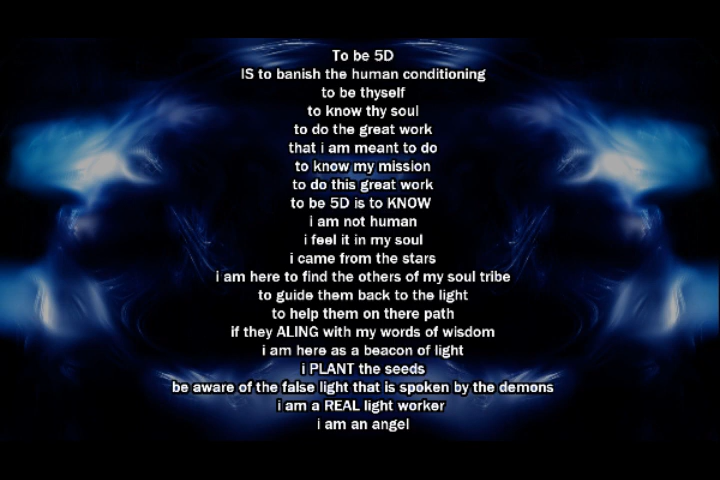 To be 5D
IS to banish the human conditioning
to be thyself
to know thy soul
to do the great work
that i am meant to do
to know my mission
to do this great work
to be 5D is to KNOW
i am not human
i feel it in my soul
i came from the stars
i am here to find the others of my soul tribe
to guide them back to the light
to help them on there path
if they ALING with my words of wisdom
i am here as a beacon of light
i PLANT the seeds
be aware of the false light that is spoken by the demons
i am a REAL light worker
i am an angel